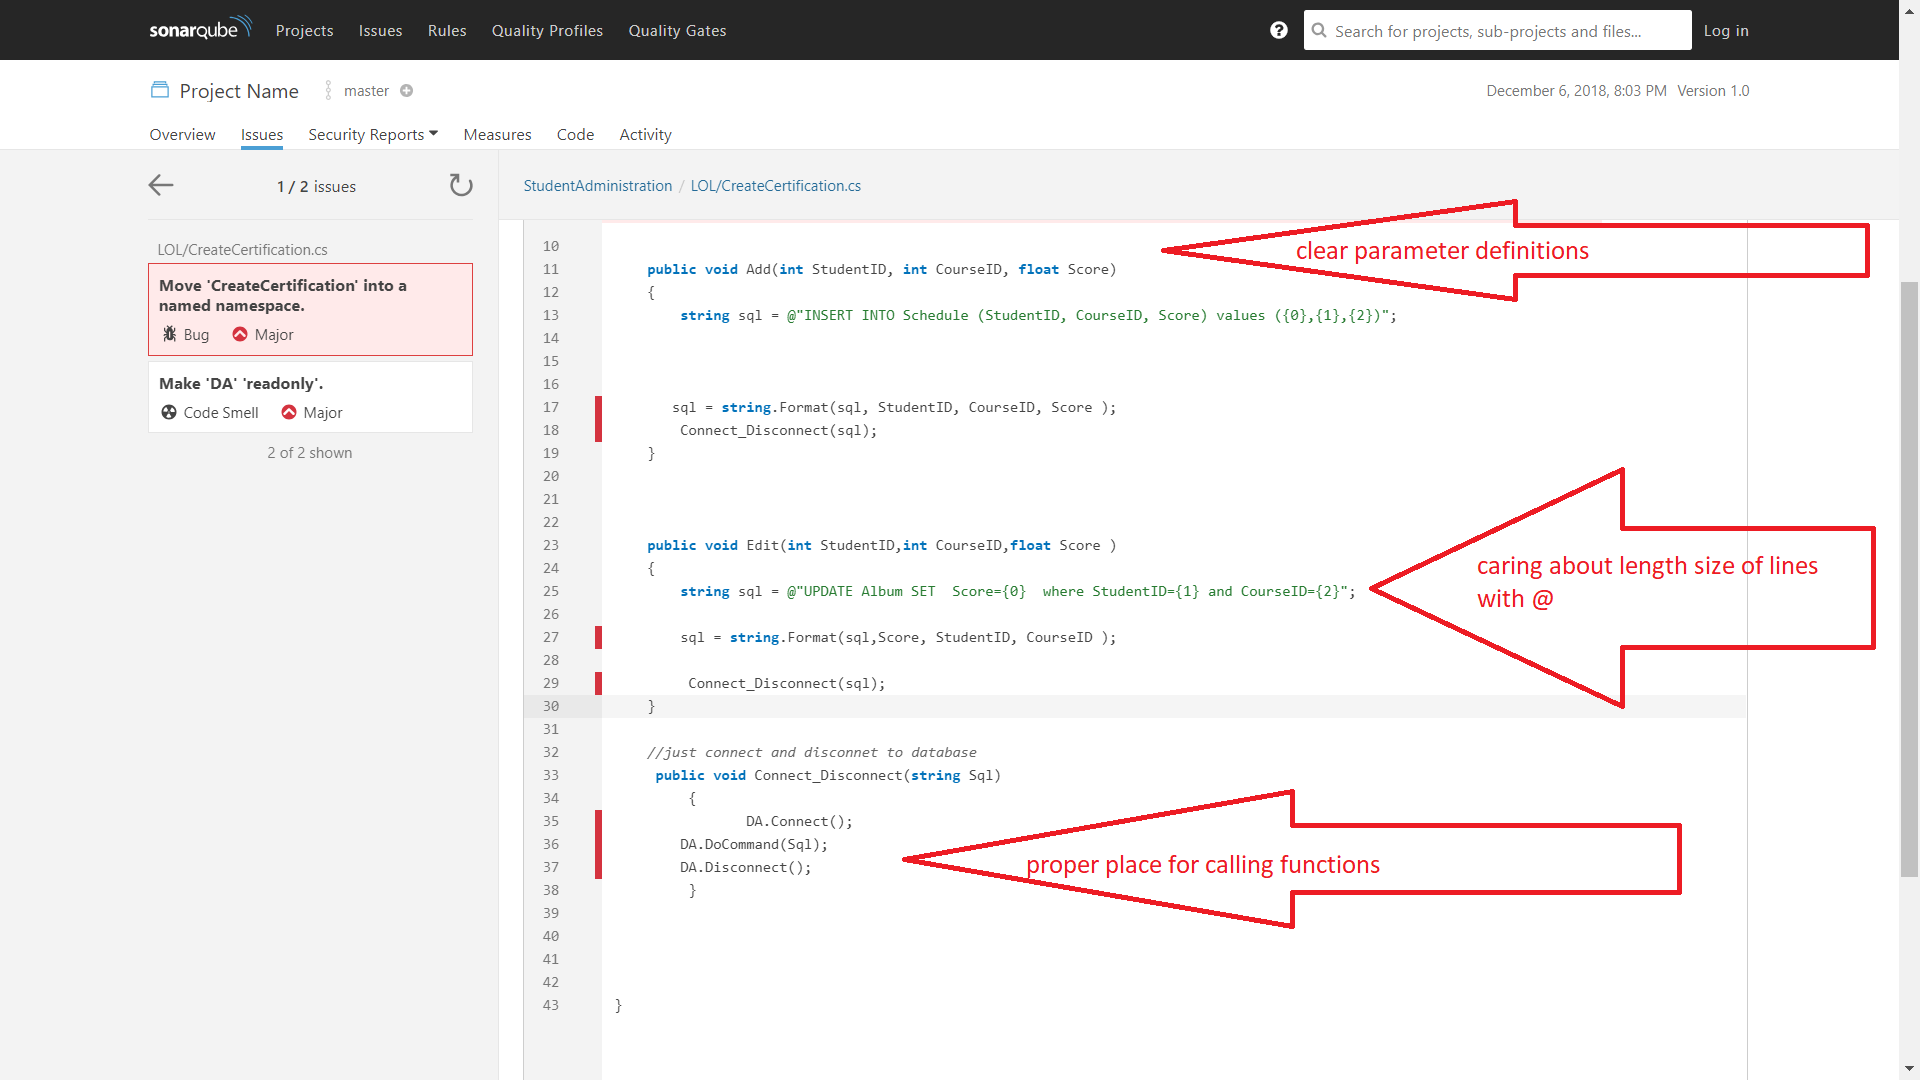 sonarqube Projects Issues Rules Quality Profiles Quality Gates Search for projects, sub-projects and files... Log in
Project Name master December 6, 2018, 8:03 PM Version 1.0
Overview Issues Security Reports Measures Code Activity
1 / 2 issues
StudentAdministration / LOL/CreateCertification.cs
LOL/CreateCertification.cs
Move 'CreateCertification' into a
named namespace.
Bug Major
Make 'DA' 'readonly'.
Code Smell Major
2 of 2 shown
10
11 public void Add(int StudentID, int CourseID, float Score)
12 {
13 string sql = @"INSERT INTO Schedule (StudentID, CourseID, Score) values ({0},{1},{2})";
14
15
16
17 sql = string.Format(sql, StudentID, CourseID, Score );
18 Connect_Disconnect(sql);
19 }
20
21
22
23 public void Edit(int StudentID,int CourseID,float Score )
24 {
25 string sql = @"UPDATE Album SET  Score={0}  where StudentID={1} and CourseID={2}";
26
27 sql = string.Format(sql,Score, StudentID, CourseID );
28
29 Connect_Disconnect(sql);
30 }
31
32 //just connect and disconnet to database
33 public void Connect_Disconnect(string Sql)
34 {
35 DA.Connect();
36 DA.DoCommand(Sql);
37 DA.Disconnect();
38 }
39
40
41
42
43 }
clear parameter definitions
caring about length size of lines
with @
proper place for calling functions